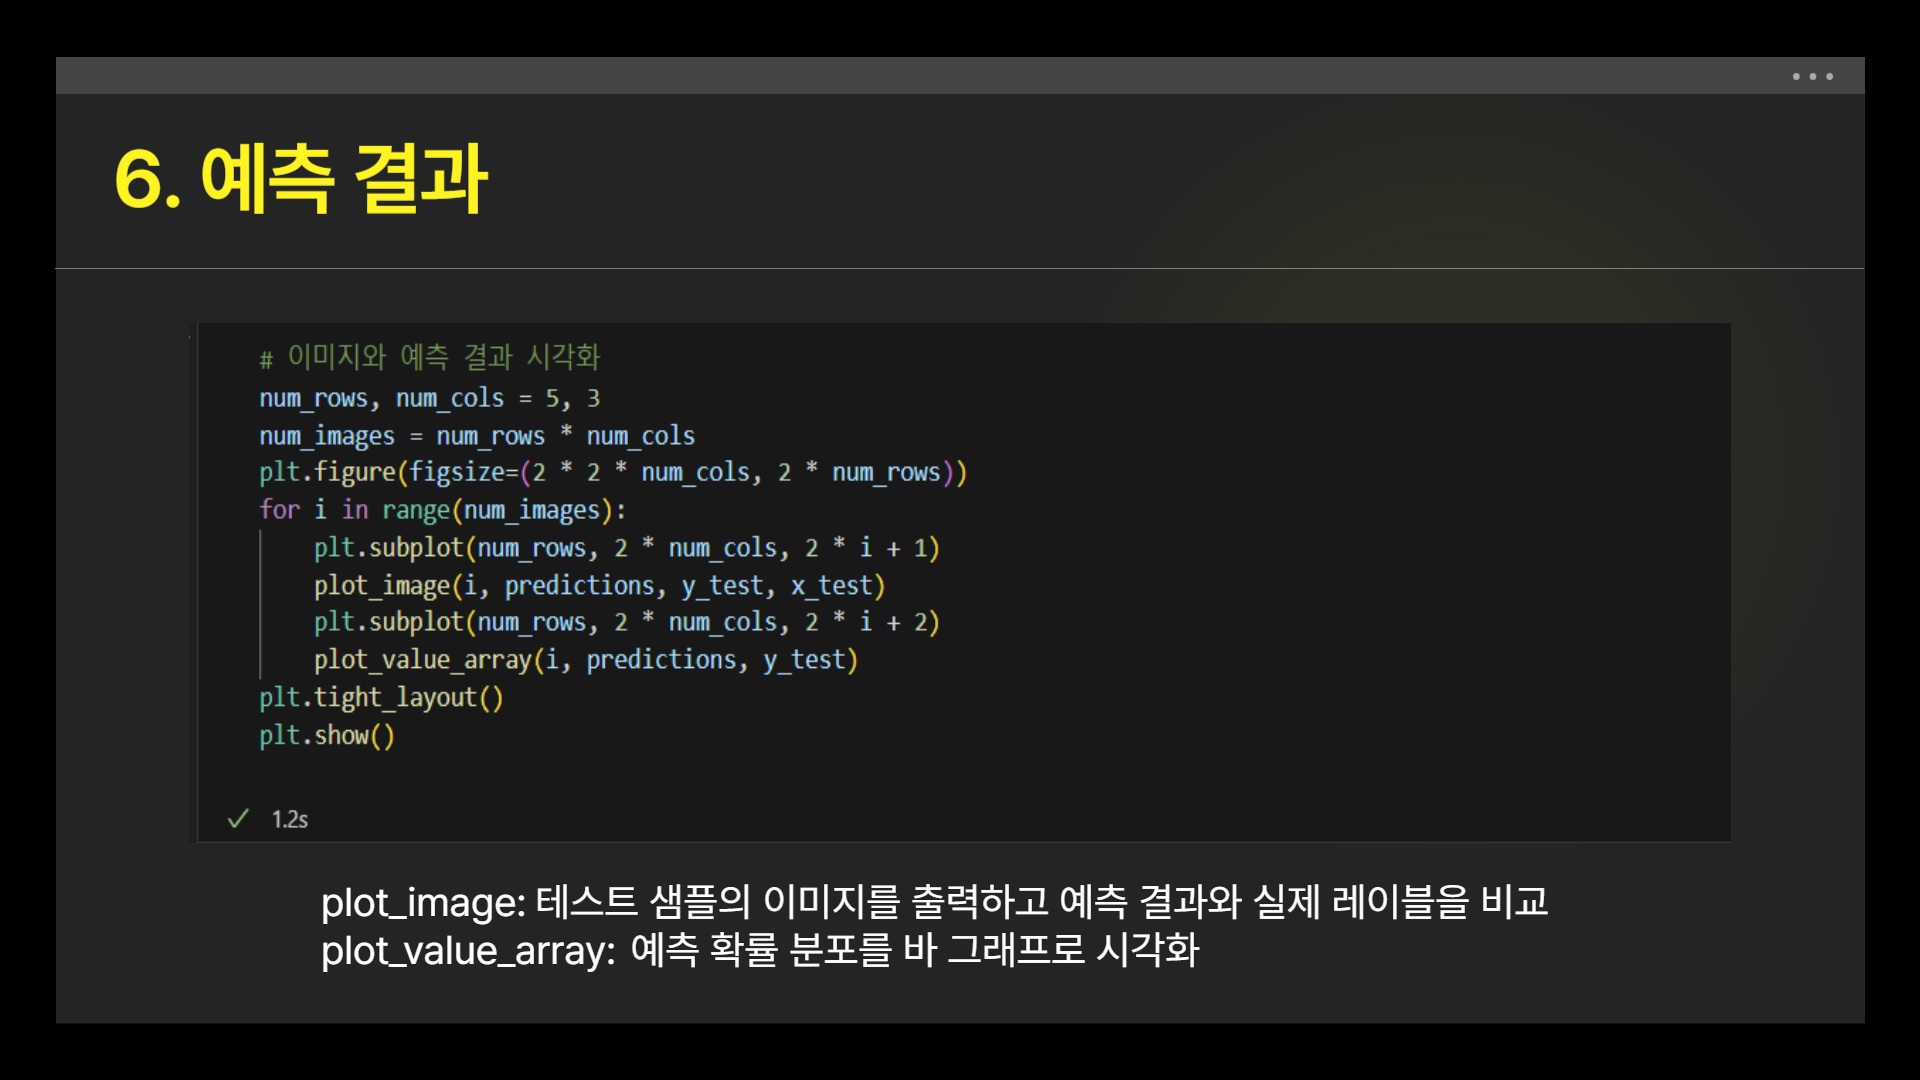 6. 예측 결과
# 이미지와 예측 결과 시각화
num_rows, num_cols = 5, 3
num_images = num_rows * num_cols
plt.figure(figsize=(2 * 2 * num_cols, 2 * num_rows))
for i in range(num_images):
    plt.subplot(num_rows, 2 * num_cols, 2 * i + 1)
    plot_image(i, predictions, y_test, x_test)
    plt.subplot(num_rows, 2 * num_cols, 2 * i + 2)
    plot_value_array(i, predictions, y_test)
plt.tight_layout()
plt.show()
✓ 1.2s
plot_image: 테스트 샘플의 이미지를 출력하고 예측 결과와 실제 레이블을 비교
plot_value_array: 예측 확률 분포를 바 그래프로 시각화